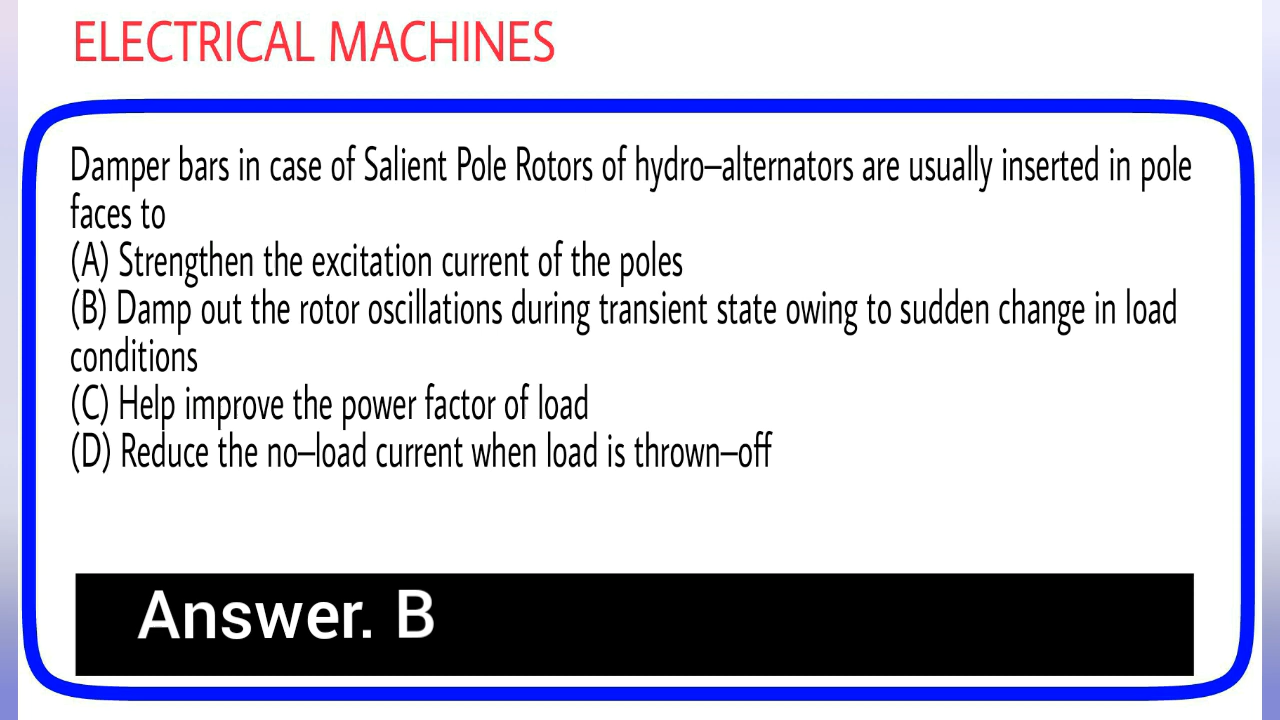 ELECTRICAL MACHINES
Damper bars in case of Salient Pole Rotors of hydro–alternators are usually inserted in pole
faces to
(A) Strengthen the excitation current of the poles
(B) Damp out the rotor oscillations during transient state owing to sudden change in load
conditions
(C) Help improve the power factor of load
(D) Reduce the no–load current when load is thrown–off
Answer. B